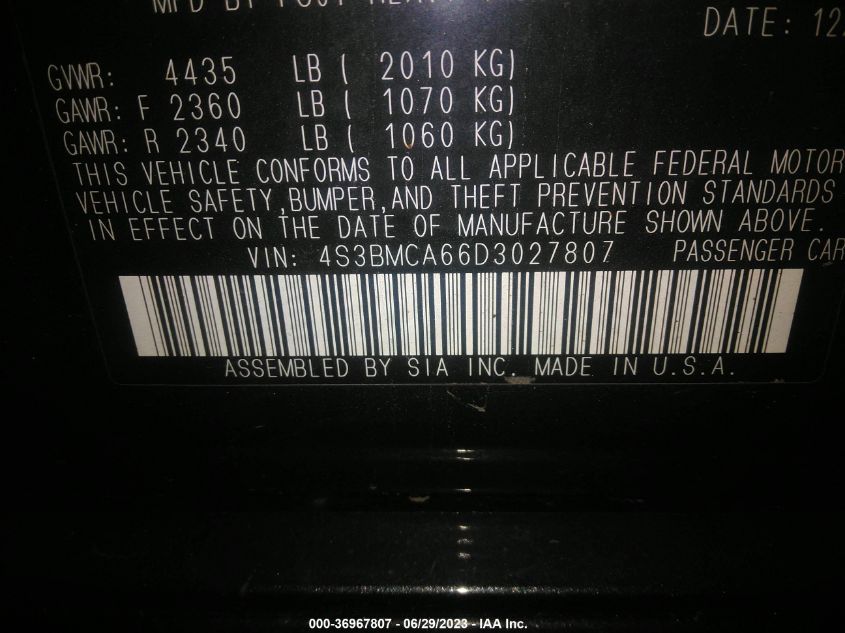 MFD BY FUJI
DATE: 12
GVWR: 4435 LB ( 2010 KG)
GAWR: F 2360 LB ( 1070 KG)
GAWR: R 2340 LB ( 1060 KG)
THIS VEHICLE CONFORMS TO ALL APPLICABLE FEDERAL MOTOR
VEHICLE SAFETY,BUMPER,AND THEFT PREVENTION STANDARDS
IN EFFECT ON THE DATE OF MANUFACTURE SHOWN ABOVE.
VIN: 4S3BMCA66D3027807 PASSENGER CAR
ASSEMBLED BY SIA INC. MADE IN U.S.A.
000-36967807 - 06/29/2023 - IAA Inc.